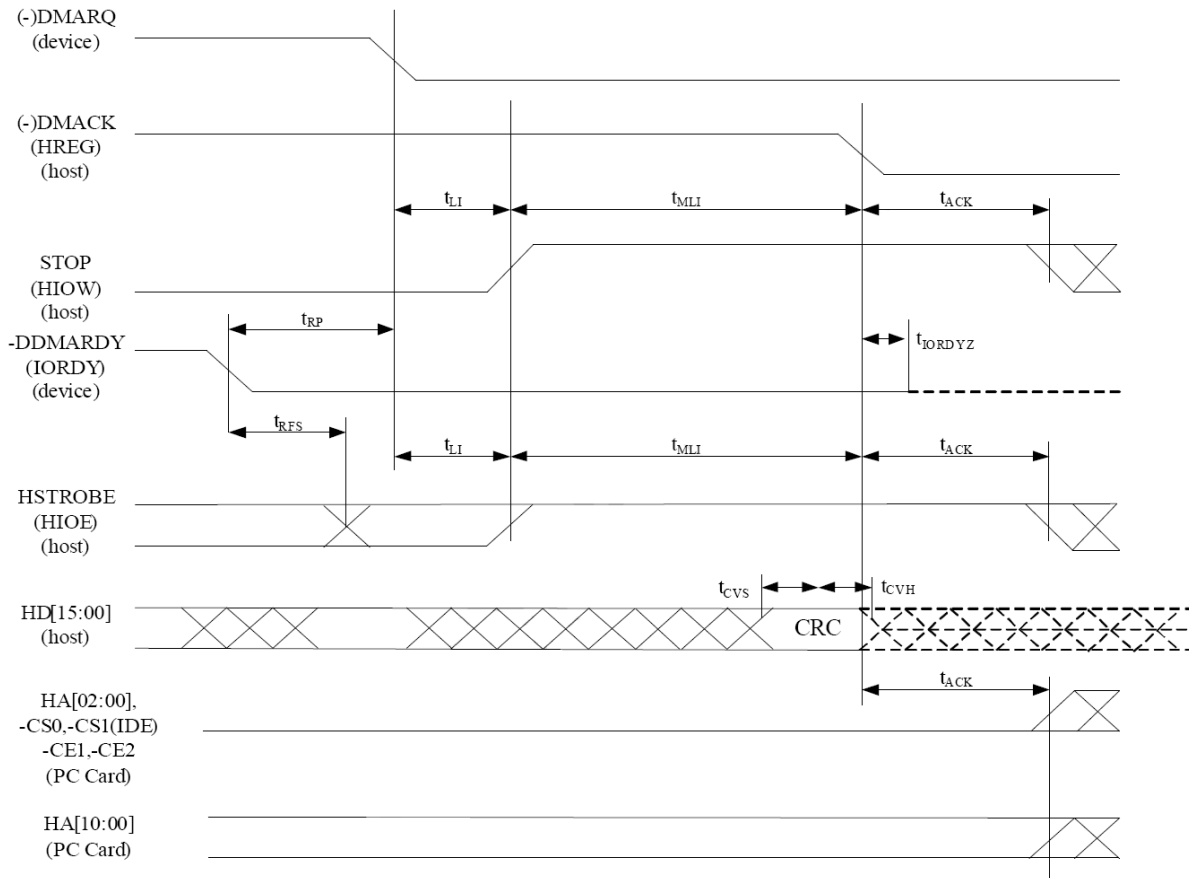 (-)DMARQ
(device)
(-)DMACK
(HREG)
(host)
tLI
tMLI
tACK
STOP
(HIOW)
(host)
tRP
-DDMARDY
(IORDY)
(device)
tIORDYZ
tRFS
tLI
tMLI
tACK
HSTROBE
(HIOE)
(host)
tCVS
tCVH
HD[15:00]
(host)
CRC
tACK
HA[02:00],
-CS0,-CS1(IDE)
-CE1,-CE2
(PC Card)
HA[10:00]
(PC Card)